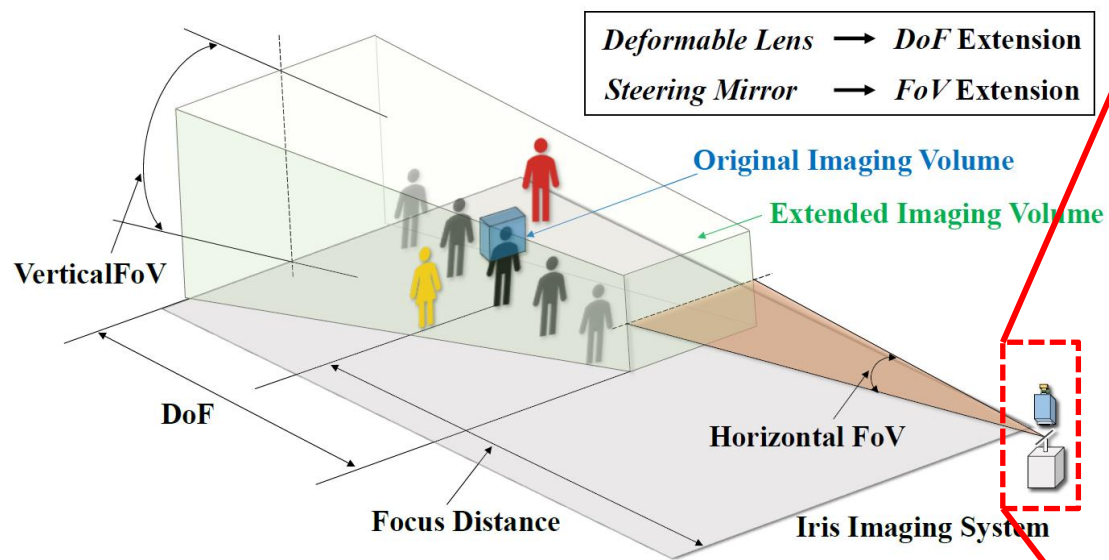 Deformable Lens → DoF Extension
Steering Mirror → FoV Extension
Original Imaging Volume
Extended Imaging Volume
VerticalFoV
DoF
Horizontal FoV
Focus Distance
Iris Imaging System